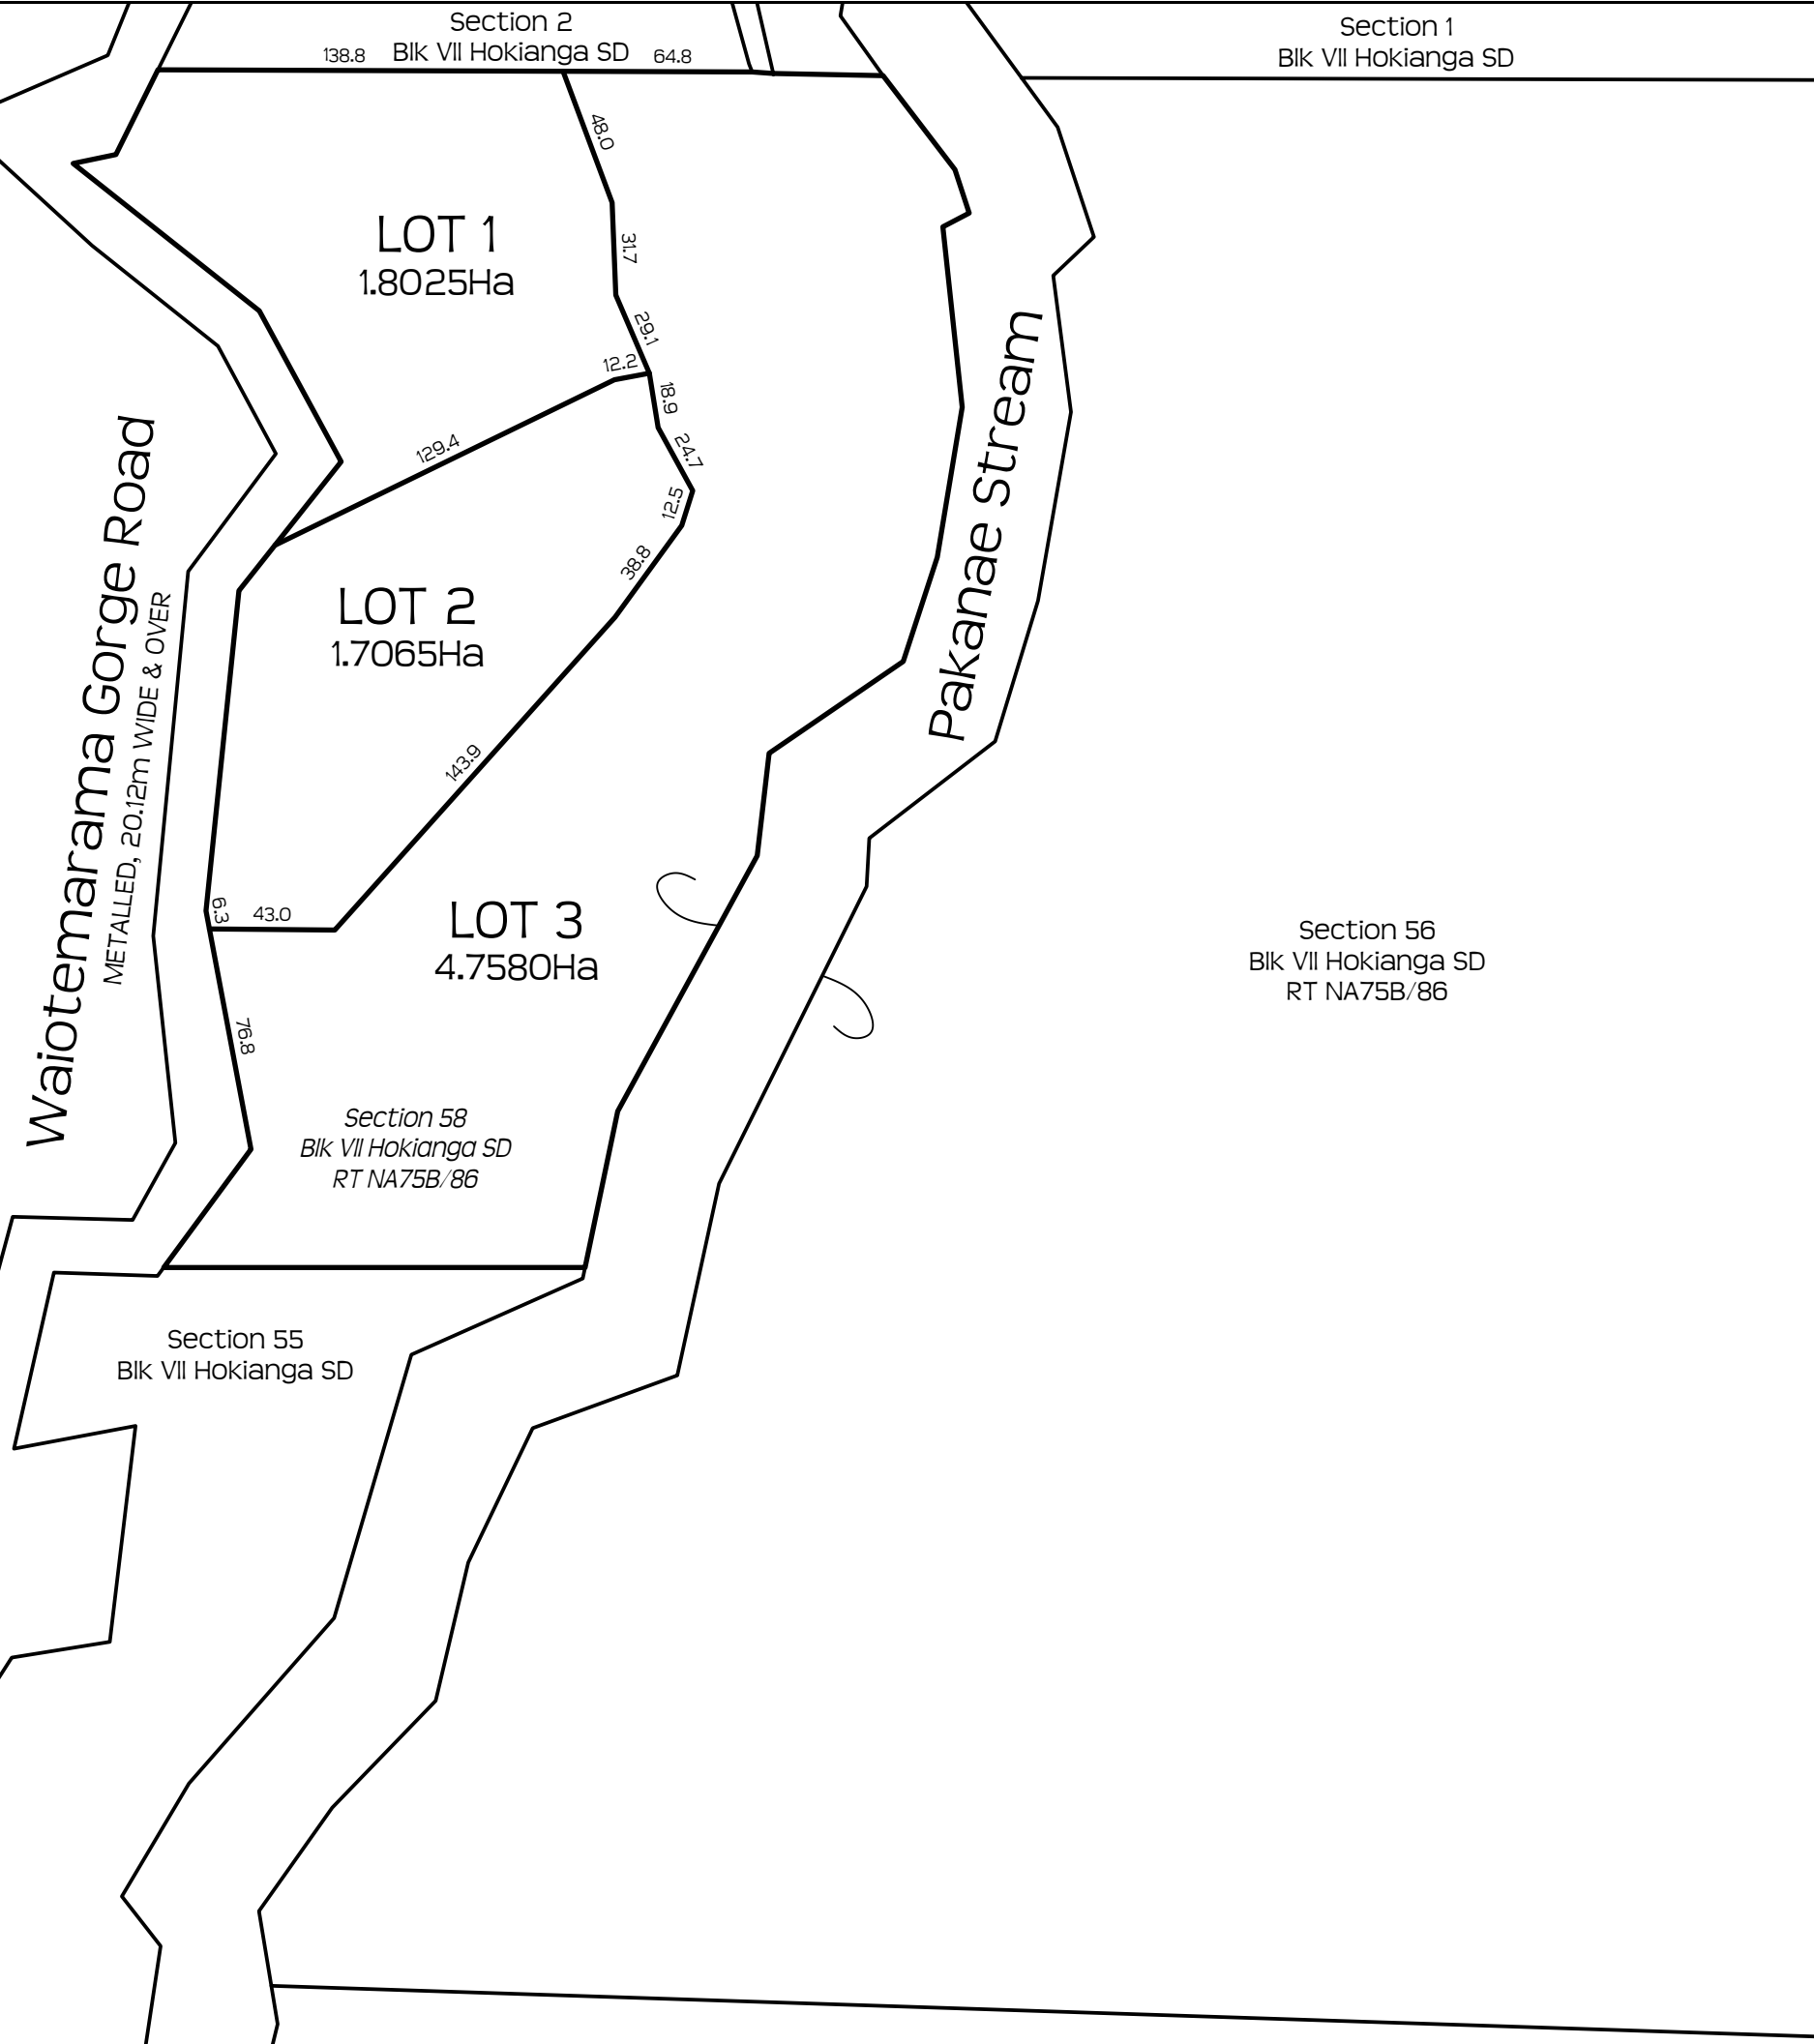 Section 2
Blk VII Hokianga SD
138.8
64.8
Section 1
Blk VII Hokianga SD
48.0
31.7
29.1
12.2
LOT 1
1.8025Ha
18.9
24.7
12.5
38.8
129.4
Pakanae Stream
LOT 2
1.7065Ha
143.9
Waiotemarama Gorge Road
METALLED, 20.12m WIDE & OVER
6.3
43.0
LOT 3
4.7580Ha
Section 56
Blk VII Hokianga SD
RT NA75B/86
76.8
Section 58
Blk VII Hokianga SD
RT NA75B/86
Section 55
Blk VII Hokianga SD